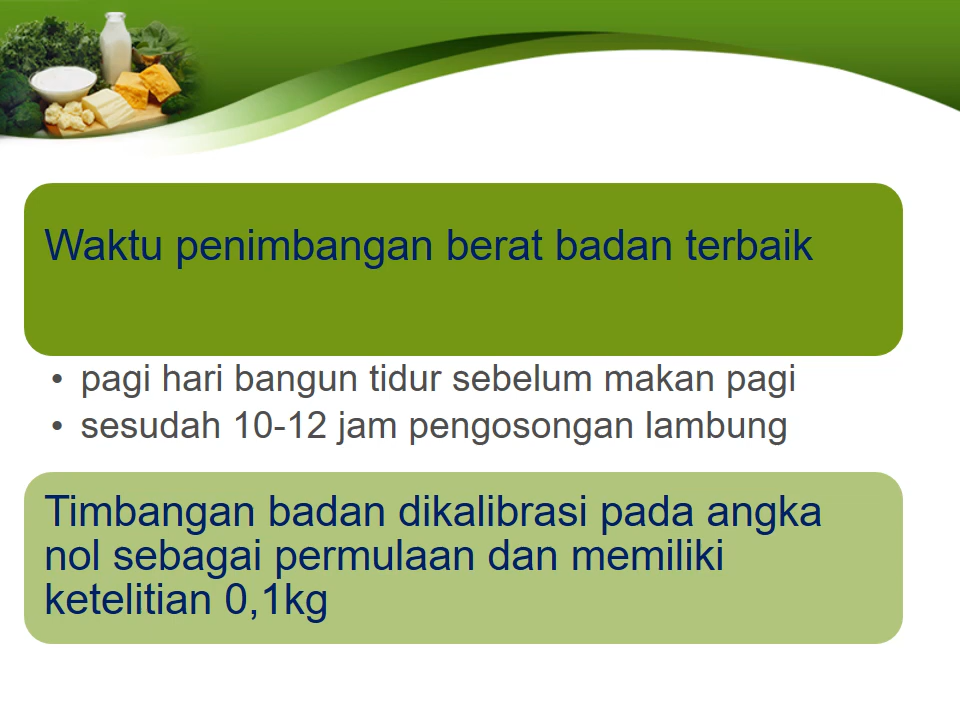 Waktu penimbangan berat badan terbaik
• pagi hari bangun tidur sebelum makan pagi
• sesudah 10-12 jam pengosongan lambung
Timbangan badan dikalibrasi pada angka
nol sebagai permulaan dan memiliki
ketelitian 0,1kg